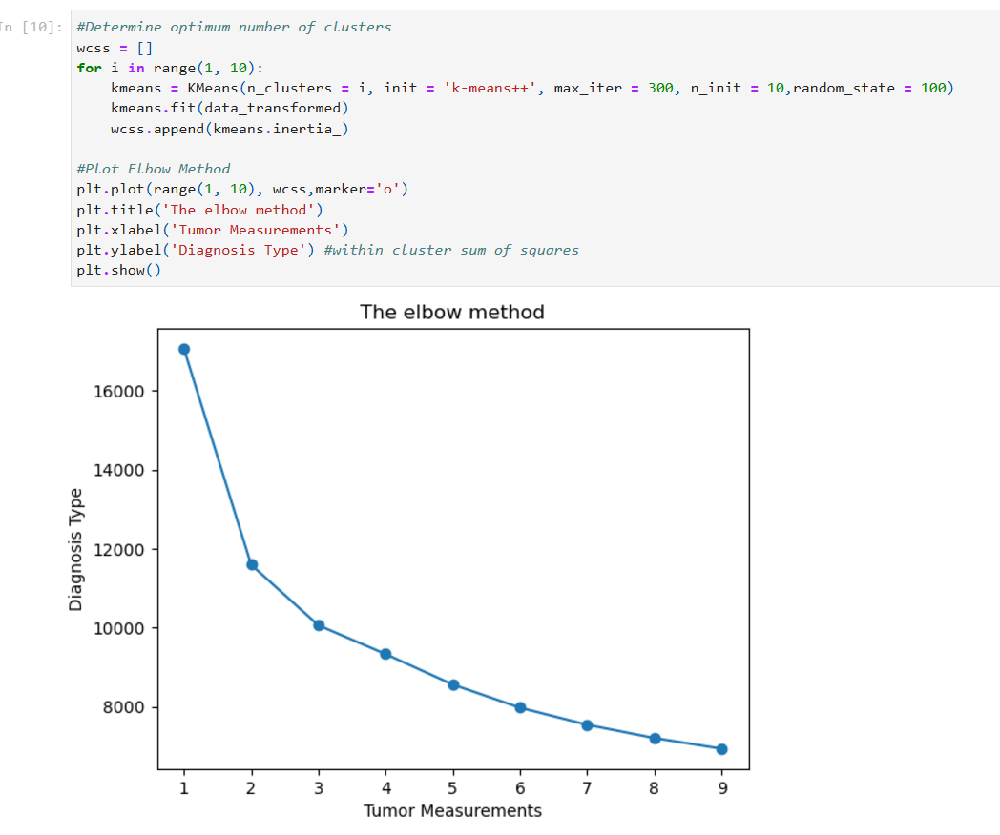 In [10]:
#Determine optimum number of clusters
wcss = []
for i in range(1, 10):
    kmeans = KMeans(n_clusters = i, init = 'k-means++', max_iter = 300, n_init = 10,random_state = 100)
    kmeans.fit(data_transformed)
    wcss.append(kmeans.inertia_)
#Plot Elbow Method
plt.plot(range(1, 10), wcss,marker='o')
plt.title('The elbow method')
plt.xlabel('Tumor Measurements')
plt.ylabel('Diagnosis Type') #within cluster sum of squares
plt.show()
The elbow method
Diagnosis Type
16000
14000
12000
10000
8000
1 2 3 4 5 6 7 8 9
Tumor Measurements